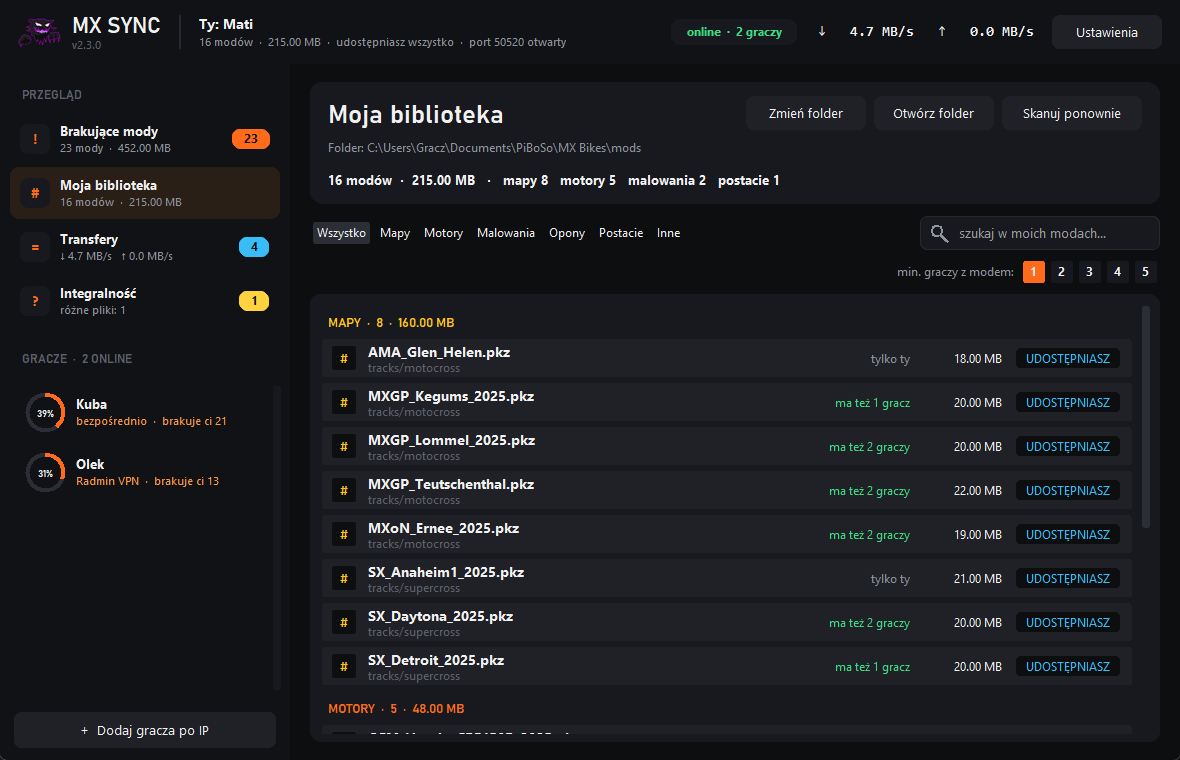 MX SYNC
v2.3.0
Ty: Mati
16 modów · 215.00 MB · udostępniasz wszystko · port 50520 otwarty
online · 2 graczy
↓ 4.7 MB/s ↑ 0.0 MB/s
Ustawienia
PRZEGLĄD
! Brakujące mody 23
23 mody · 452.00 MB
# Moja biblioteka
16 modów · 215.00 MB
= Transfery 4
↓ 4.7 MB/s ↑ 0.0 MB/s
? Integralność 1
różne pliki: 1
GRACZE · 2 ONLINE
39% Kuba
bezpośrednio · brakuje ci 21
31% Olek
Radmin VPN · brakuje ci 13
+ Dodaj gracza po IP
Moja biblioteka
Zmień folder
Otwórz folder
Skanuj ponownie
Folder: C:\Users\Gracz\Documents\PiBoSo\MX Bikes\mods
16 modów · 215.00 MB · mapy 8 motory 5 malowania 2 postacie 1
Wszystko Mapy Motory Malowania Opony Postacie Inne
szukaj w moich modach...
min. graczy z modem: 1 2 3 4 5
MAPY · 8 · 160.00 MB
# AMA_Glen_Helen.pkz tylko ty 18.00 MB UDOSTĘPNIASZ
tracks/motocross
# MXGP_Kegums_2025.pkz ma też 1 gracz 20.00 MB UDOSTĘPNIASZ
tracks/motocross
# MXGP_Lommel_2025.pkz ma też 2 graczy 20.00 MB UDOSTĘPNIASZ
tracks/motocross
# MXGP_Teutschenthal.pkz ma też 2 graczy 22.00 MB UDOSTĘPNIASZ
tracks/motocross
# MXoN_Ernee_2025.pkz ma też 2 graczy 19.00 MB UDOSTĘPNIASZ
tracks/motocross
# SX_Anaheim1_2025.pkz tylko ty 21.00 MB UDOSTĘPNIASZ
tracks/supercross
# SX_Daytona_2025.pkz ma też 2 graczy 20.00 MB UDOSTĘPNIASZ
tracks/supercross
# SX_Detroit_2025.pkz ma też 1 gracz 20.00 MB UDOSTĘPNIASZ
tracks/supercross
MOTORY · 5 · 48.00 MB